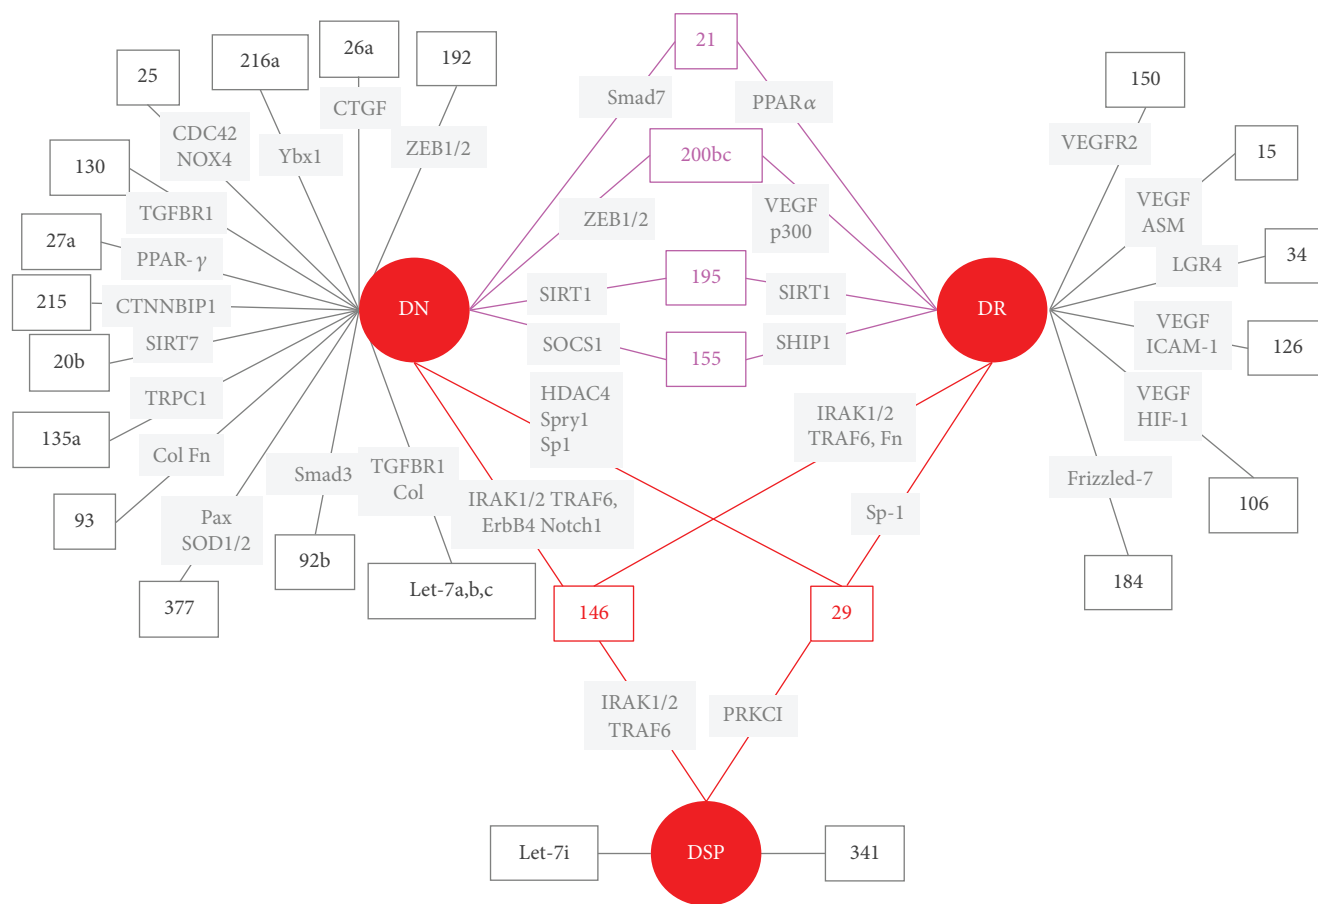 21
26a
216a
192
25
150
Smad7
PPARα
CTGF
CDC42
NOX4
Ybx1
ZEB1/2
200bc
VEGFR2
15
130
TGFBR1
ZEB1/2
VEGF
p300
VEGF
ASM
27a
PPAR-γ
LGR4
34
215
CTNNBIP1
DN
SIRT1
195
SIRT1
DR
20b
SIRT7
SOCS1
155
SHIP1
VEGF
ICAM-1
126
TRPC1
HDAC4
Spry1
Sp1
IRAK1/2
TRAF6, Fn
VEGF
HIF-1
135a
Col Fn
Smad3
TGFBR1
Col
IRAK1/2 TRAF6,
ErbB4 Notch1
Sp-1
Frizzled-7
106
93
Pax
SOD1/2
92b
Let-7a,b,c
184
377
146
29
IRAK1/2
TRAF6
PRKCI
Let-7i
DSP
341